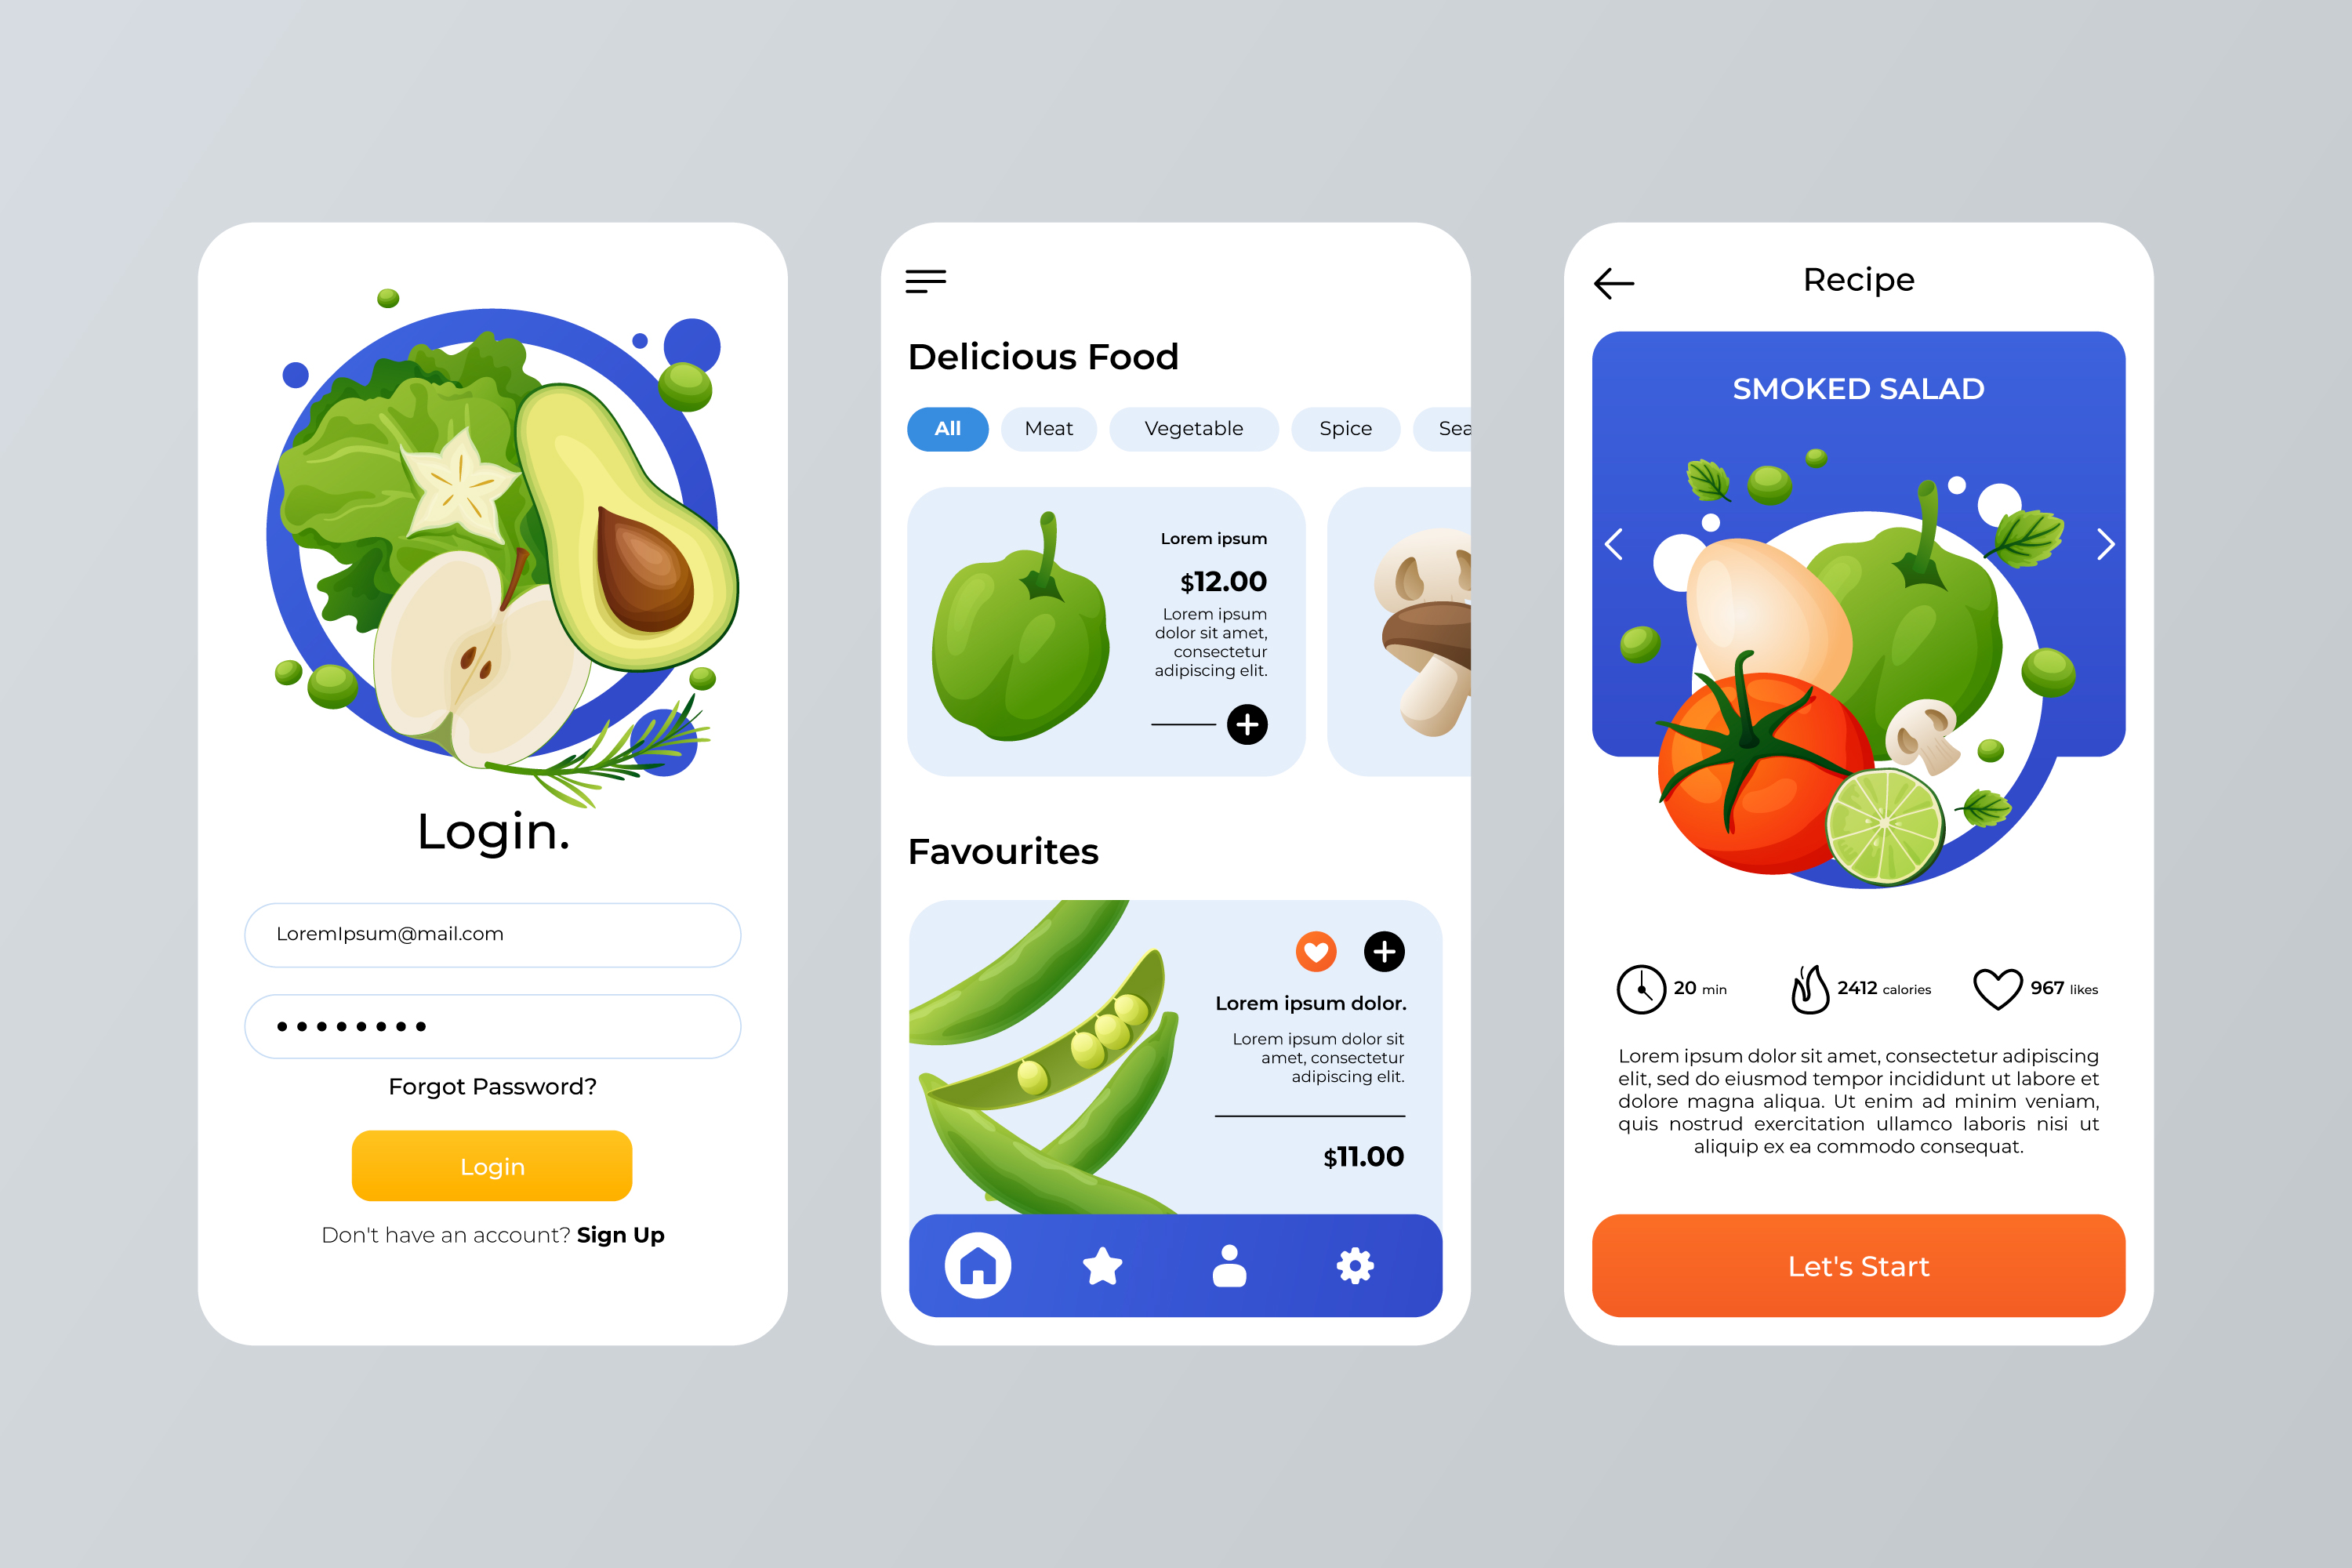 Login.
LoremIpsum@mail.com
Forgot Password?
Login
Don't have an account? Sign Up
Delicious Food
All
Meat
Vegetable
Spice
Sea
Lorem ipsum
$12.00
Lorem ipsum
dolor sit amet,
consectetur
adipiscing elit.
Favourites
Lorem ipsum dolor.
Lorem ipsum dolor sit
amet, consectetur
adipiscing elit.
$11.00
Recipe
SMOKED SALAD
20 min
2412 calories
967 likes
Lorem ipsum dolor sit amet, consectetur adipiscing
elit, sed do eiusmod tempor incididunt ut labore et
dolore magna aliqua. Ut enim ad minim veniam,
quis nostrud exercitation ullamco laboris nisi ut
aliquip ex ea commodo consequat.
Let's Start